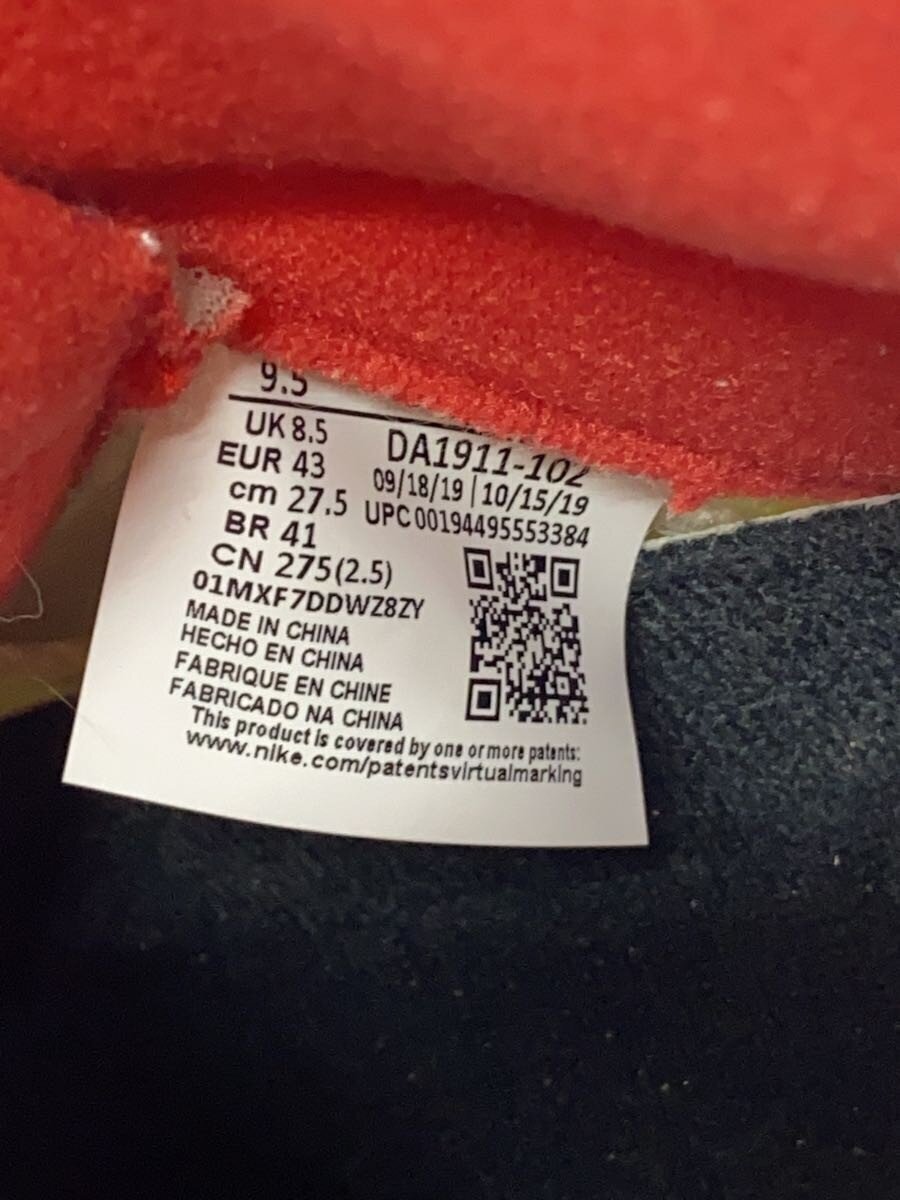 9.5
UK 8.5
EUR 43
cm 27.5
BR 41
CN 275(2.5)
DA1911-102
09/18/19 | 10/15/19
UPC 00194495553384
01MXF7DDWZ8ZY
MADE IN CHINA
HECHO EN CHINA
FABRIQUE EN CHINE
FABRICADO NA CHINA
This product is covered by one or more patents:
www.nike.com/patentsvirtualmarking